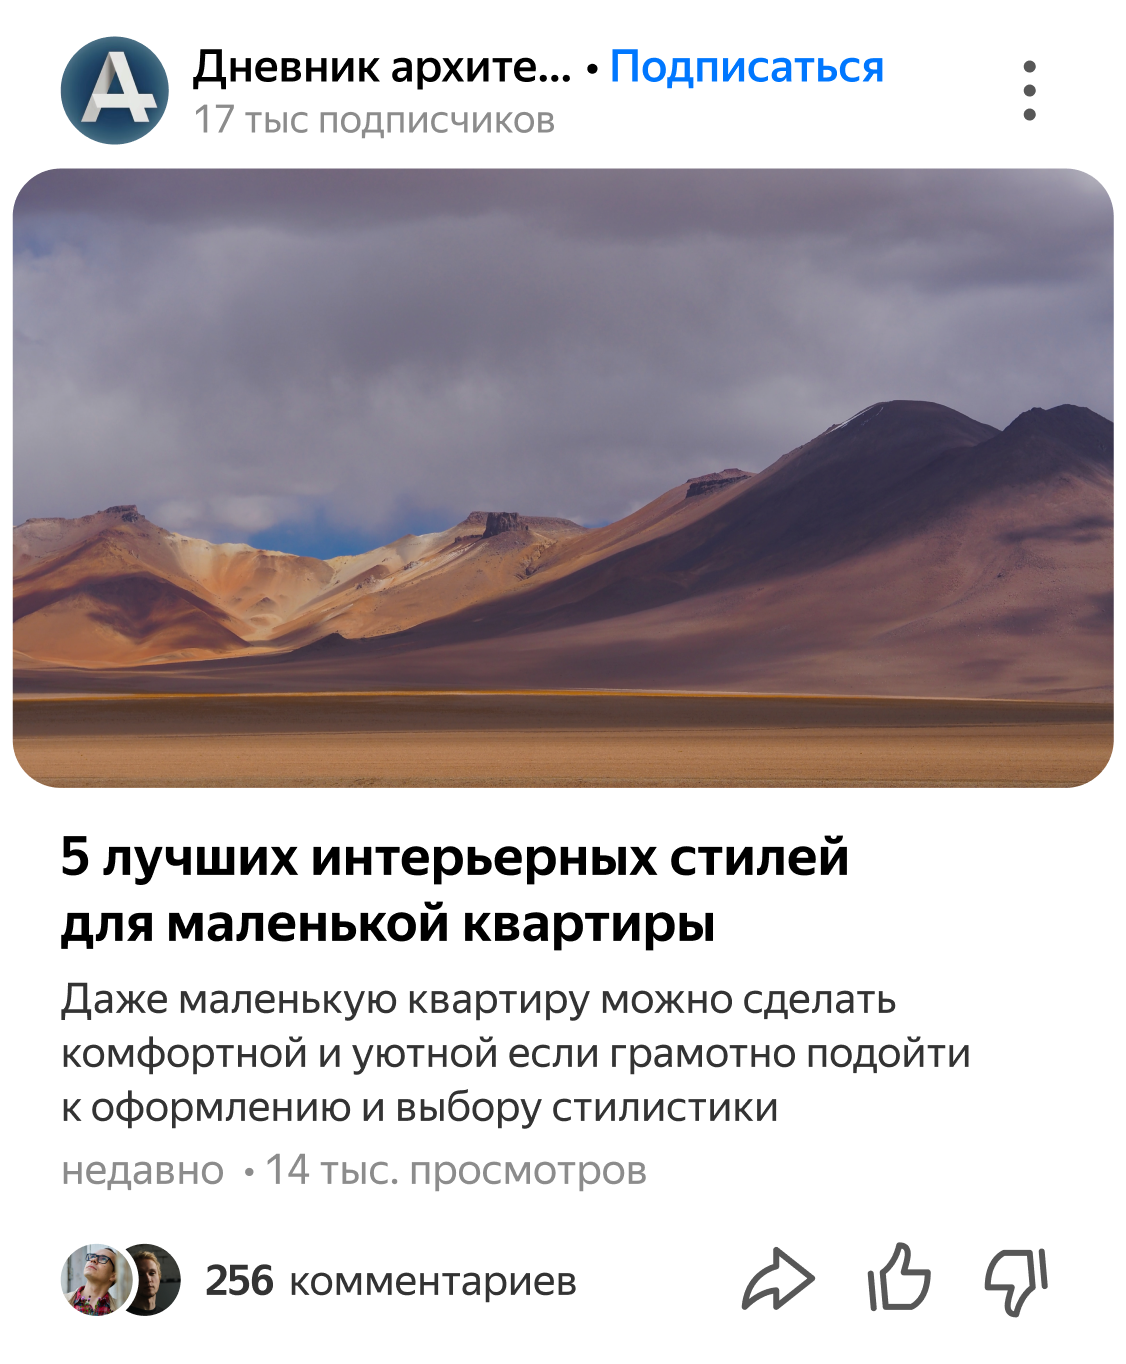 Дневник архите... • Подписаться
17 тыс подписчиков
5 лучших интерьерных стилей
для маленькой квартиры
Даже маленькую квартиру можно сделать
комфортной и уютной если грамотно подойти
к оформлению и выбору стилистики
недавно • 14 тыс. просмотров
256 комментариев